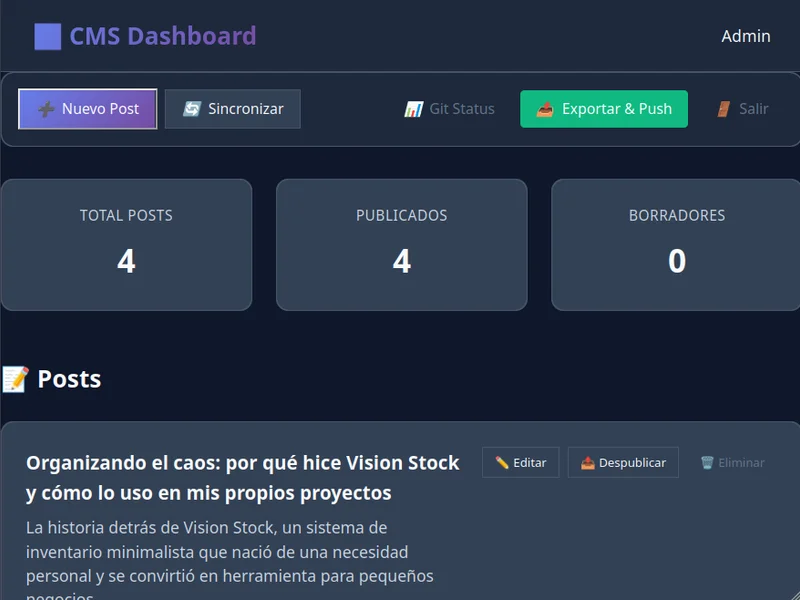 CMS Dashboard
Admin
Nuevo Post
Sincronizar
Git Status
Exportar & Push
Salir
TOTAL POSTS
4
PUBLICADOS
4
BORRADORES
0
Posts
Organizando el caos: por qué hice Vision Stock
y cómo lo uso en mis propios proyectos
Editar
Despublicar
Eliminar
La historia detrás de Vision Stock, un sistema de
inventario minimalista que nació de una necesidad
personal y se convirtió en herramienta para pequeños
negocios.